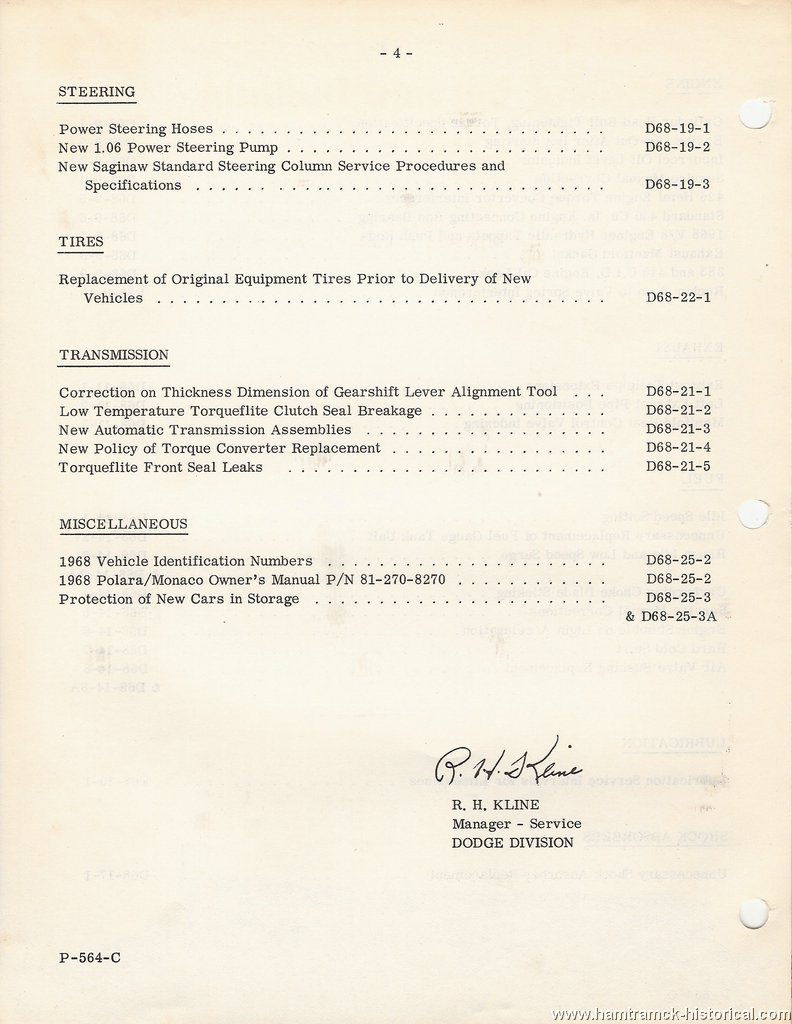 - 4 -
STEERING
Power Steering Hoses . . . . . . . . . . . . . . . . . . . . . . . . . . . . . . D68-19-1
New 1.06 Power Steering Pump . . . . . . . . . . . . . . . . . . . . . . . . . D68-19-2
New Saginaw Standard Steering Column Service Procedures and
Specifications . . . . . . . . . . . . . . . . . . . . . . . . . . . . . . . . D68-19-3
TIRES
Replacement of Original Equipment Tires Prior to Delivery of New
Vehicles . . . . . . . . . . . . . . . . . . . . . . . . . . . . . . . . . . . D68-22-1
TRANSMISSION
Correction on Thickness Dimension of Gearshift Lever Alignment Tool . . . D68-21-1
Low Temperature Torqueflite Clutch Seal Breakage . . . . . . . . . . . . . . D68-21-2
New Automatic Transmission Assemblies . . . . . . . . . . . . . . . . . . . D68-21-3
New Policy of Torque Converter Replacement . . . . . . . . . . . . . . . . . D68-21-4
Torqueflite Front Seal Leaks . . . . . . . . . . . . . . . . . . . . . . . . . D68-21-5
MISCELLANEOUS
1968 Vehicle Identification Numbers . . . . . . . . . . . . . . . . . . . . . . D68-25-2
1968 Polara/Monaco Owner's Manual P/N 81-270-8270 . . . . . . . . . . . . D68-25-2
Protection of New Cars in Storage . . . . . . . . . . . . . . . . . . . . . . . D68-25-3
& D68-25-3A
R. H. Kline
R. H. KLINE
Manager - Service
DODGE DIVISION
P-564-C
www.hamtramck-historical.com